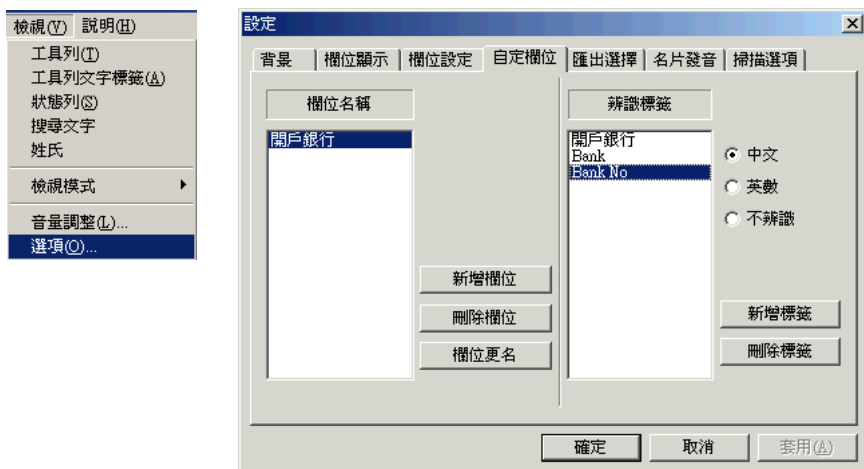 檢視(V) 說明(H)
工具列(T)
工具列文字標籤(A)
狀態列(S)
搜尋文字
姓氏
檢視模式
音量調整(L)...
選項(O)...
設定
背景 欄位顯示 欄位設定 自定欄位 匯出選擇 名片發音 掃描選項
欄位名稱
開戶銀行
新增欄位
刪除欄位
欄位更名
辨識標籤
開戶銀行
Bank
Bank No
中文
英數
不辨識
新增標籤
刪除標籤
確定 取消 套用(A)